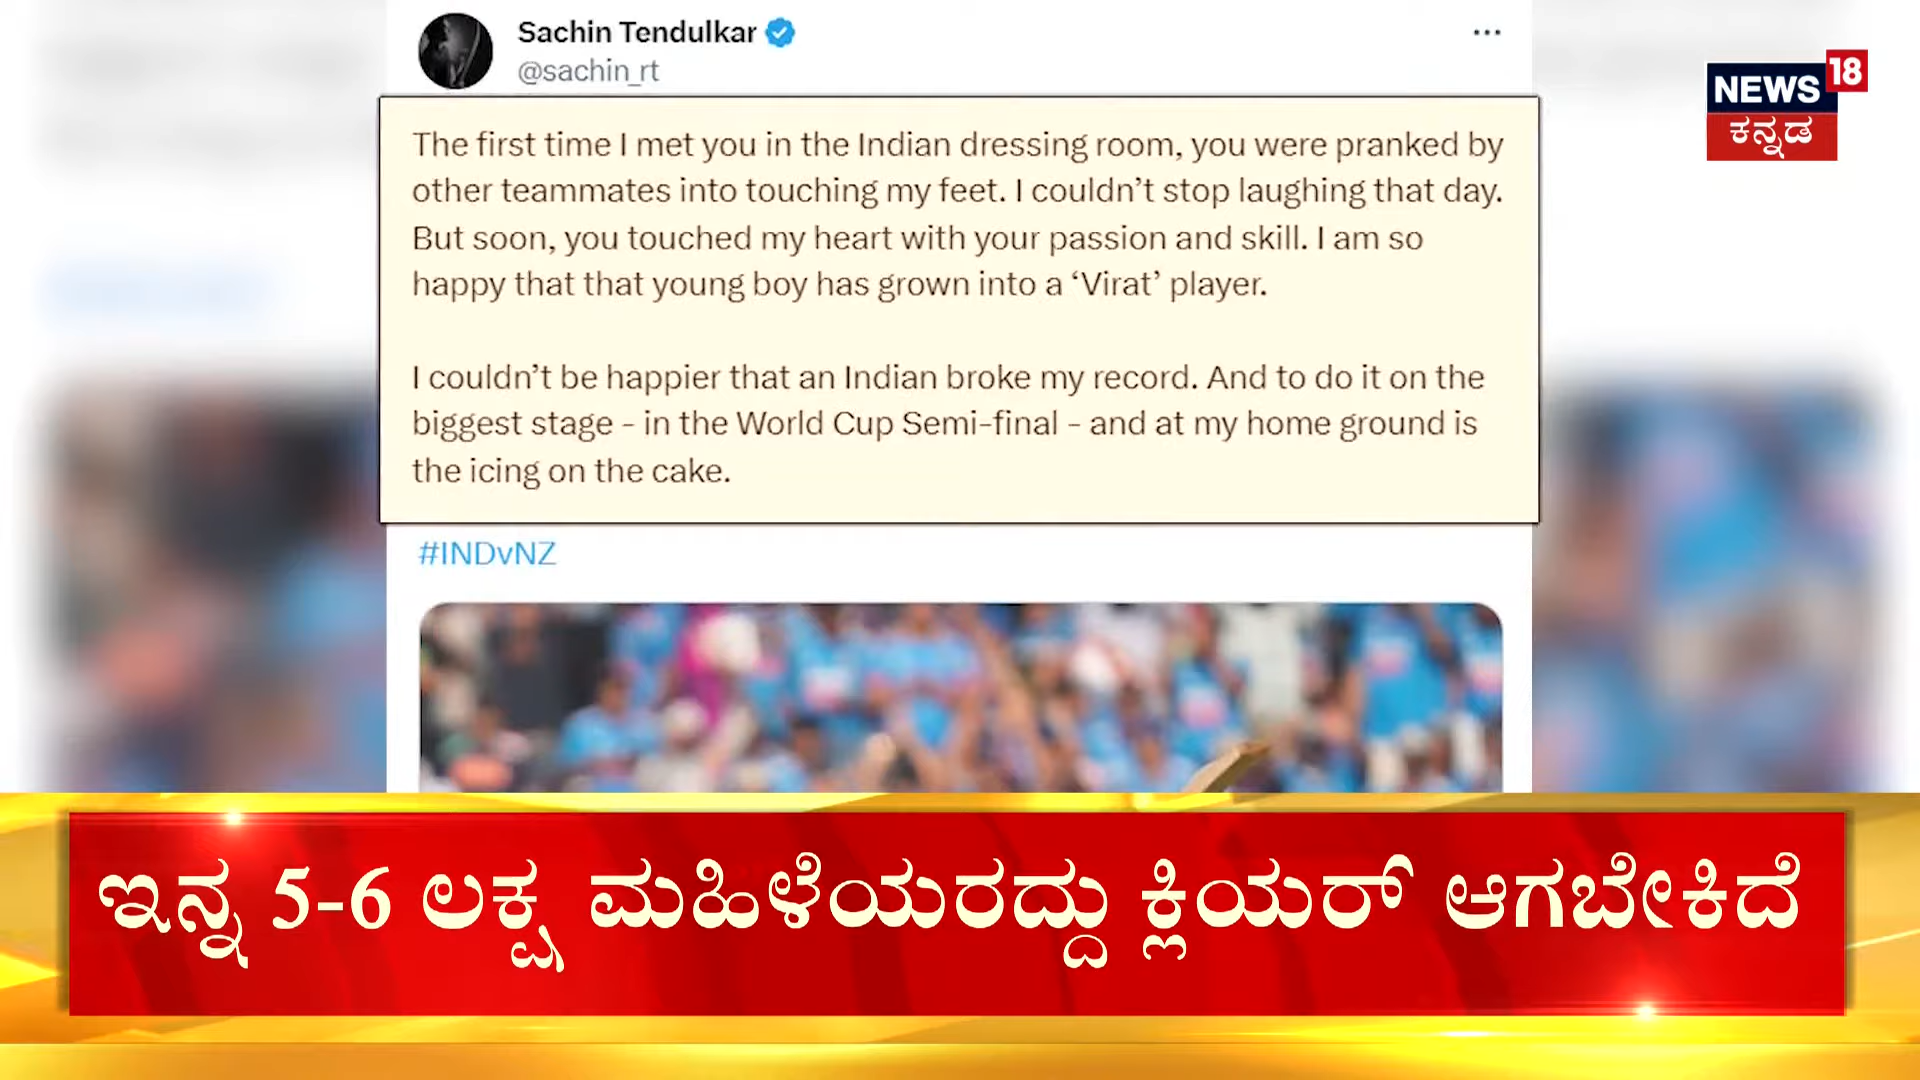 Sachin Tendulkar
@sachin_rt
...
NEWS 18
ಕನ್ನಡ
The first time I met you in the Indian dressing room, you were pranked by
other teammates into touching my feet. I couldn’t stop laughing that day.
But soon, you touched my heart with your passion and skill. I am so
happy that that young boy has grown into a ‘Virat’ player.
I couldn’t be happier that an Indian broke my record. And to do it on the
biggest stage - in the World Cup Semi-final - and at my home ground is
the icing on the cake.
#INDvNZ
ಇನ್ನ 5-6 ಲಕ್ಷ ಮಹಿಳೆಯರದ್ದು ಕ್ಲಿಯರ್ ಆಗಬೇಕಿದೆ